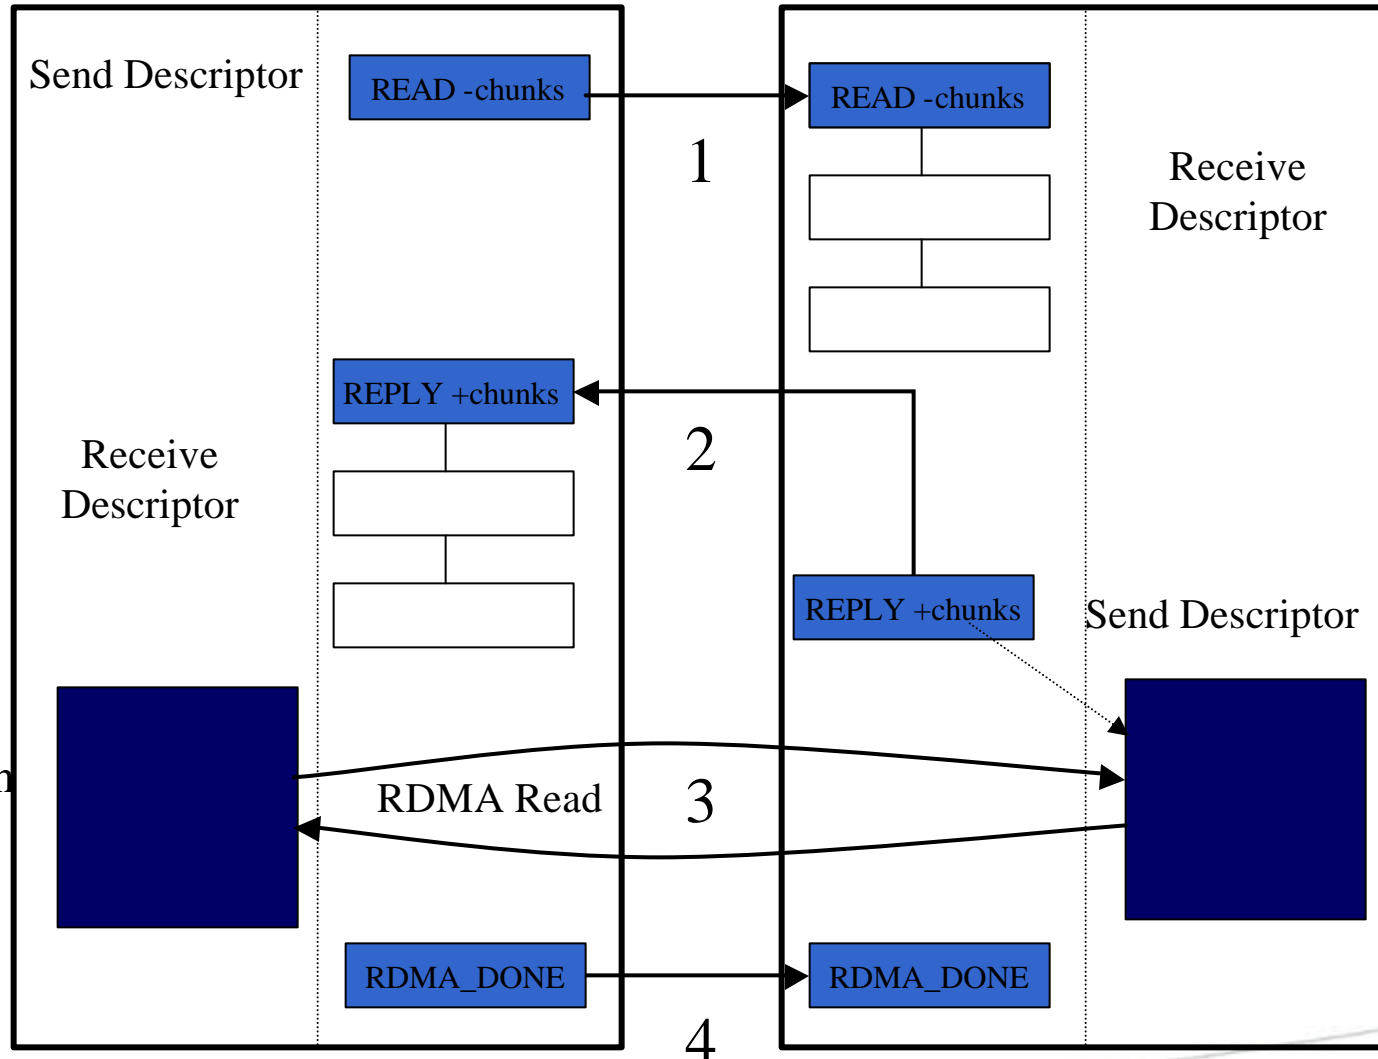 Send Descriptor
READ -chunks
READ -chunks
1
Receive
Descriptor
REPLY +chunks
2
Receive
Descriptor
REPLY +chunks
Send Descriptor
RDMA Read
3
RDMA_DONE
RDMA_DONE
4